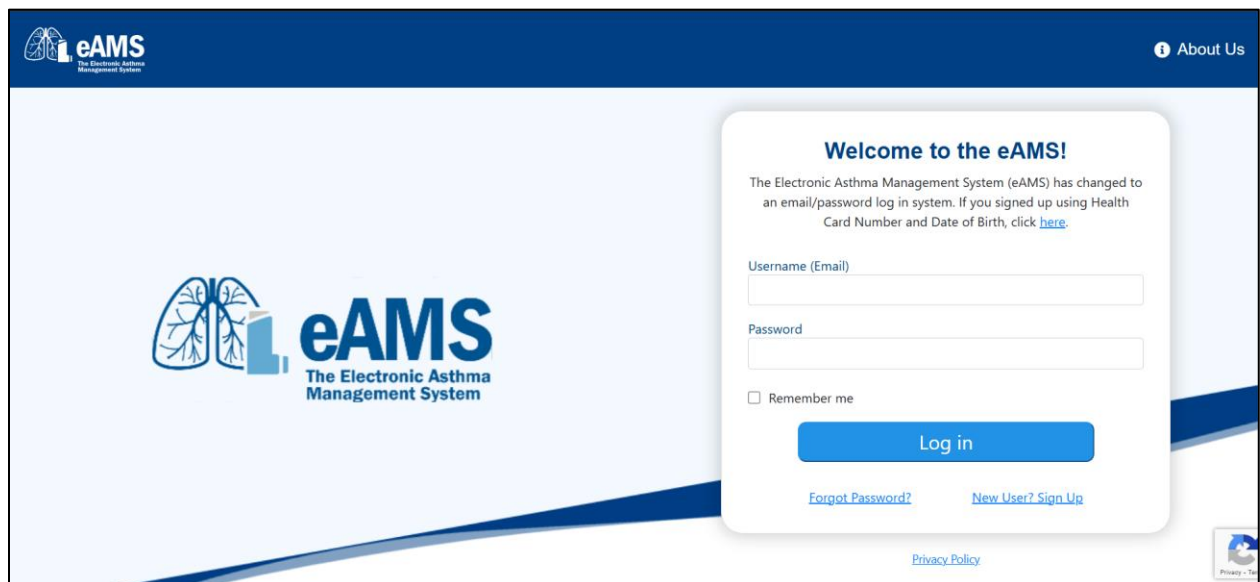 eAMS
The Electronic Asthma
Management System
About Us
Welcome to the eAMS!
The Electronic Asthma Management System (eAMS) has changed to
an email/password log in system. If you signed up using Health
Card Number and Date of Birth, click here.
Username (Email)
Password
Remember me
Log in
Forgot Password?
New User? Sign Up
eAMS
The Electronic Asthma
Management System
Privacy Policy
Privacy -